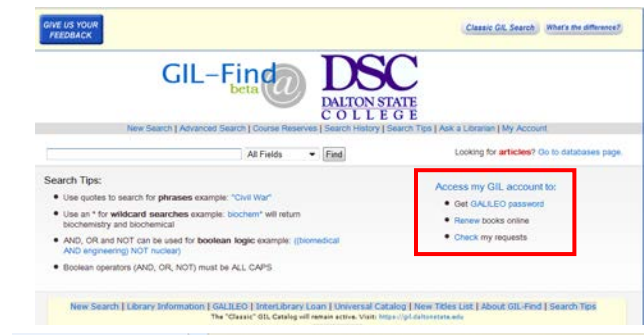 GIVE US YOUR
FEEDBACK
Classic GIL Search What's the difference?
GIL-Find
beta
@
DSC
DALTON STATE
COLLEGE
New Search | Advanced Search | Course Reserves | Search History | Search Tips | Ask a Librarian | My Account
All Fields Find
Looking for articles? Go to databases page.
Search Tips:
• Use quotes to search for phrases example: "Civil War"
• Use an * for wildcard searches example: biochem* will return
biochemistry and biochemical
• AND, OR and NOT can be used for boolean logic example: ((biomedical
AND engineering) NOT nuclear)
• Boolean operators (AND, OR, NOT) must be ALL CAPS
Access my GIL account to:
• Get GALILEO password
• Renew books online
• Check my requests
New Search | Library Information | GALILEO | InterLibrary Loan | Universal Catalog | New Titles List | About GIL-Find | Search Tips
The "Classic" GIL Catalog will remain active. Visit: https://gil.daltonstate.edu